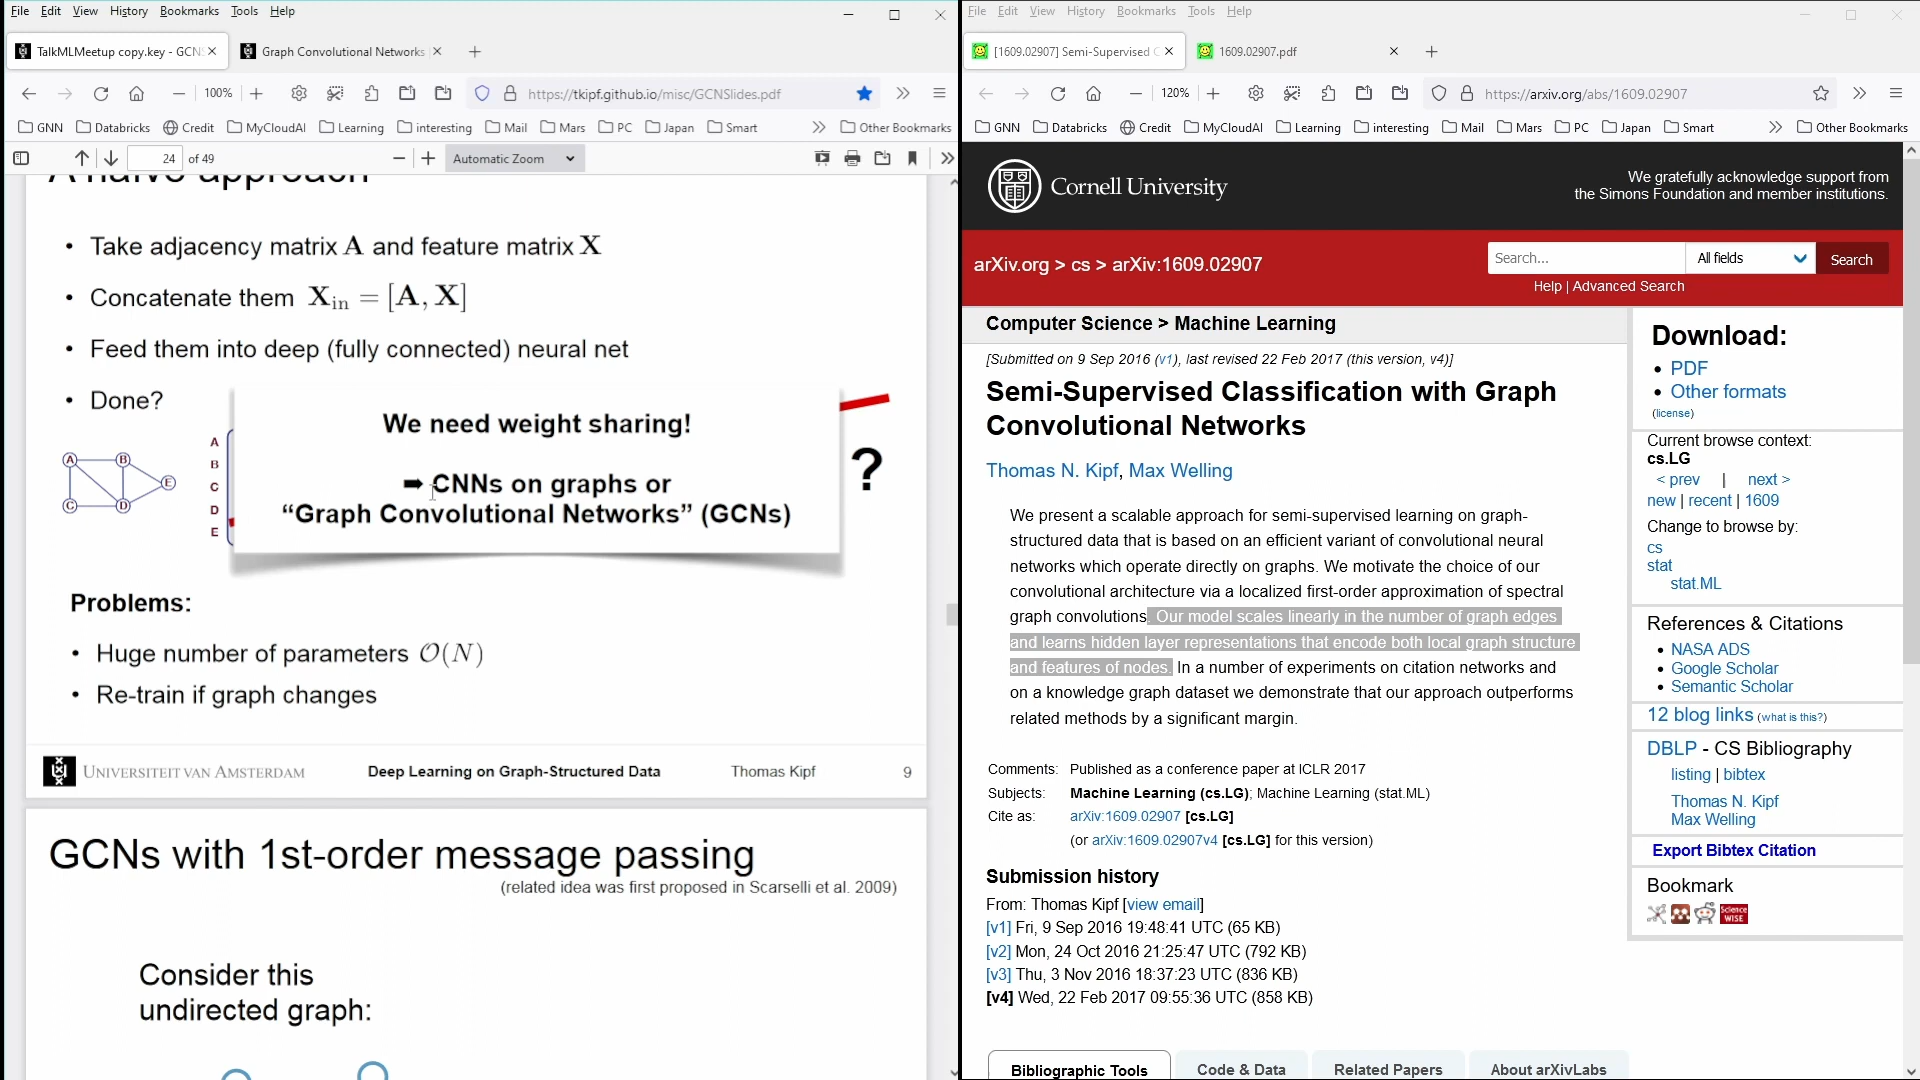 File Edit View History Bookmarks Tools Help
TalkMLMeetup copy.key - GCNS
Graph Convolutional Networks
100%
https://tkipf.github.io/misc/GCNSlides.pdf
GNN Databricks Credit MyCloudAI Learning interesting Mail Mars PC Japan Smart Other Bookmarks
24 of 49
Automatic Zoom
A naïve approach
• Take adjacency matrix A and feature matrix X
• Concatenate them X_in = [A, X]
• Feed them into deep (fully connected) neural net
• Done?
We need weight sharing!
➡ CNNs on graphs or
“Graph Convolutional Networks” (GCNs)
?
A B C D E
A
B
C
D
E
Problems:
• Huge number of parameters O(N)
• Re-train if graph changes
UNIVERSITEIT VAN AMSTERDAM
Deep Learning on Graph-Structured Data
Thomas Kipf
9
GCNs with 1st-order message passing
(related idea was first proposed in Scarselli et al. 2009)
Consider this
undirected graph:
File Edit View History Bookmarks Tools Help
[1609.02907] Semi-Supervised C
1609.02907.pdf
120%
https://arxiv.org/abs/1609.02907
GNN Databricks Credit MyCloudAI Learning interesting Mail Mars PC Japan Smart Other Bookmarks
Cornell University
We gratefully acknowledge support from
the Simons Foundation and member institutions.
arXiv.org > cs > arXiv:1609.02907
Search...
All fields
Search
Help | Advanced Search
Computer Science > Machine Learning
[Submitted on 9 Sep 2016 (v1), last revised 22 Feb 2017 (this version, v4)]
Semi-Supervised Classification with Graph
Convolutional Networks
Thomas N. Kipf, Max Welling
We present a scalable approach for semi-supervised learning on graph-
structured data that is based on an efficient variant of convolutional neural
networks which operate directly on graphs. We motivate the choice of our
convolutional architecture via a localized first-order approximation of spectral
graph convolutions. Our model scales linearly in the number of graph edges
and learns hidden layer representations that encode both local graph structure
and features of nodes. In a number of experiments on citation networks and
on a knowledge graph dataset we demonstrate that our approach outperforms
related methods by a significant margin.
Comments: Published as a conference paper at ICLR 2017
Subjects: Machine Learning (cs.LG); Machine Learning (stat.ML)
Cite as: arXiv:1609.02907 [cs.LG]
(or arXiv:1609.02907v4 [cs.LG] for this version)
Submission history
From: Thomas Kipf [view email]
[v1] Fri, 9 Sep 2016 19:48:41 UTC (65 KB)
[v2] Mon, 24 Oct 2016 21:25:47 UTC (792 KB)
[v3] Thu, 3 Nov 2016 18:37:23 UTC (836 KB)
[v4] Wed, 22 Feb 2017 09:55:36 UTC (858 KB)
Bibliographic Tools
Code & Data
Related Papers
About arXivLabs
Download:
• PDF
• Other formats
(license)
Current browse context:
cs.LG
< prev | next >
new | recent | 1609
Change to browse by:
cs
stat
stat.ML
References & Citations
• NASA ADS
• Google Scholar
• Semantic Scholar
12 blog links (what is this?)
DBLP - CS Bibliography
listing | bibtex
Thomas N. Kipf
Max Welling
Export Bibtex Citation
Bookmark
Science
WISE